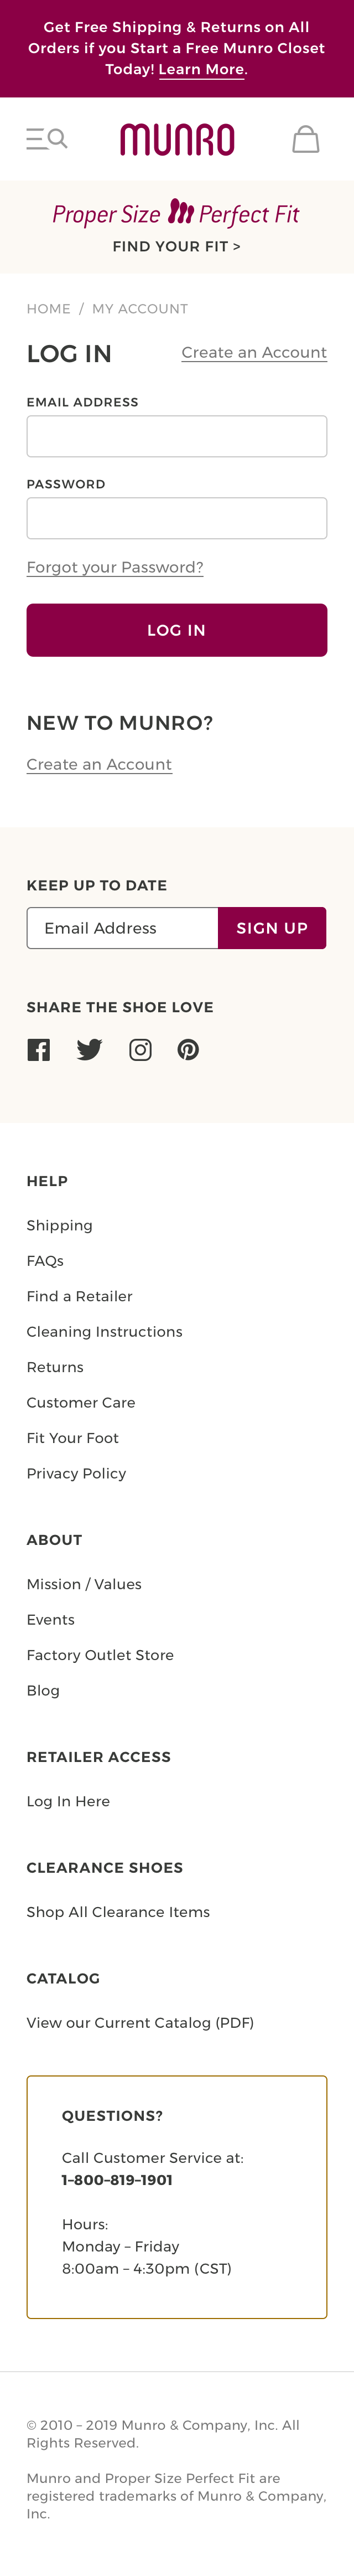 Get Free Shipping & Returns on All
Orders if you Start a Free Munro Closet
Today! Learn More.
MUNRO
Proper Size Perfect Fit
FIND YOUR FIT >
HOME / MY ACCOUNT
LOG IN
Create an Account
EMAIL ADDRESS
PASSWORD
Forgot your Password?
LOG IN
NEW TO MUNRO?
Create an Account
KEEP UP TO DATE
Email Address
SIGN UP
SHARE THE SHOE LOVE
HELP
Shipping
FAQs
Find a Retailer
Cleaning Instructions
Returns
Customer Care
Fit Your Foot
Privacy Policy
ABOUT
Mission / Values
Events
Factory Outlet Store
Blog
RETAILER ACCESS
Log In Here
CLEARANCE SHOES
Shop All Clearance Items
CATALOG
View our Current Catalog (PDF)
QUESTIONS?
Call Customer Service at:
1-800-819-1901
Hours:
Monday – Friday
8:00am – 4:30pm (CST)
© 2010 – 2019 Munro & Company, Inc. All
Rights Reserved.
Munro and Proper Size Perfect Fit are
registered trademarks of Munro & Company,
Inc.